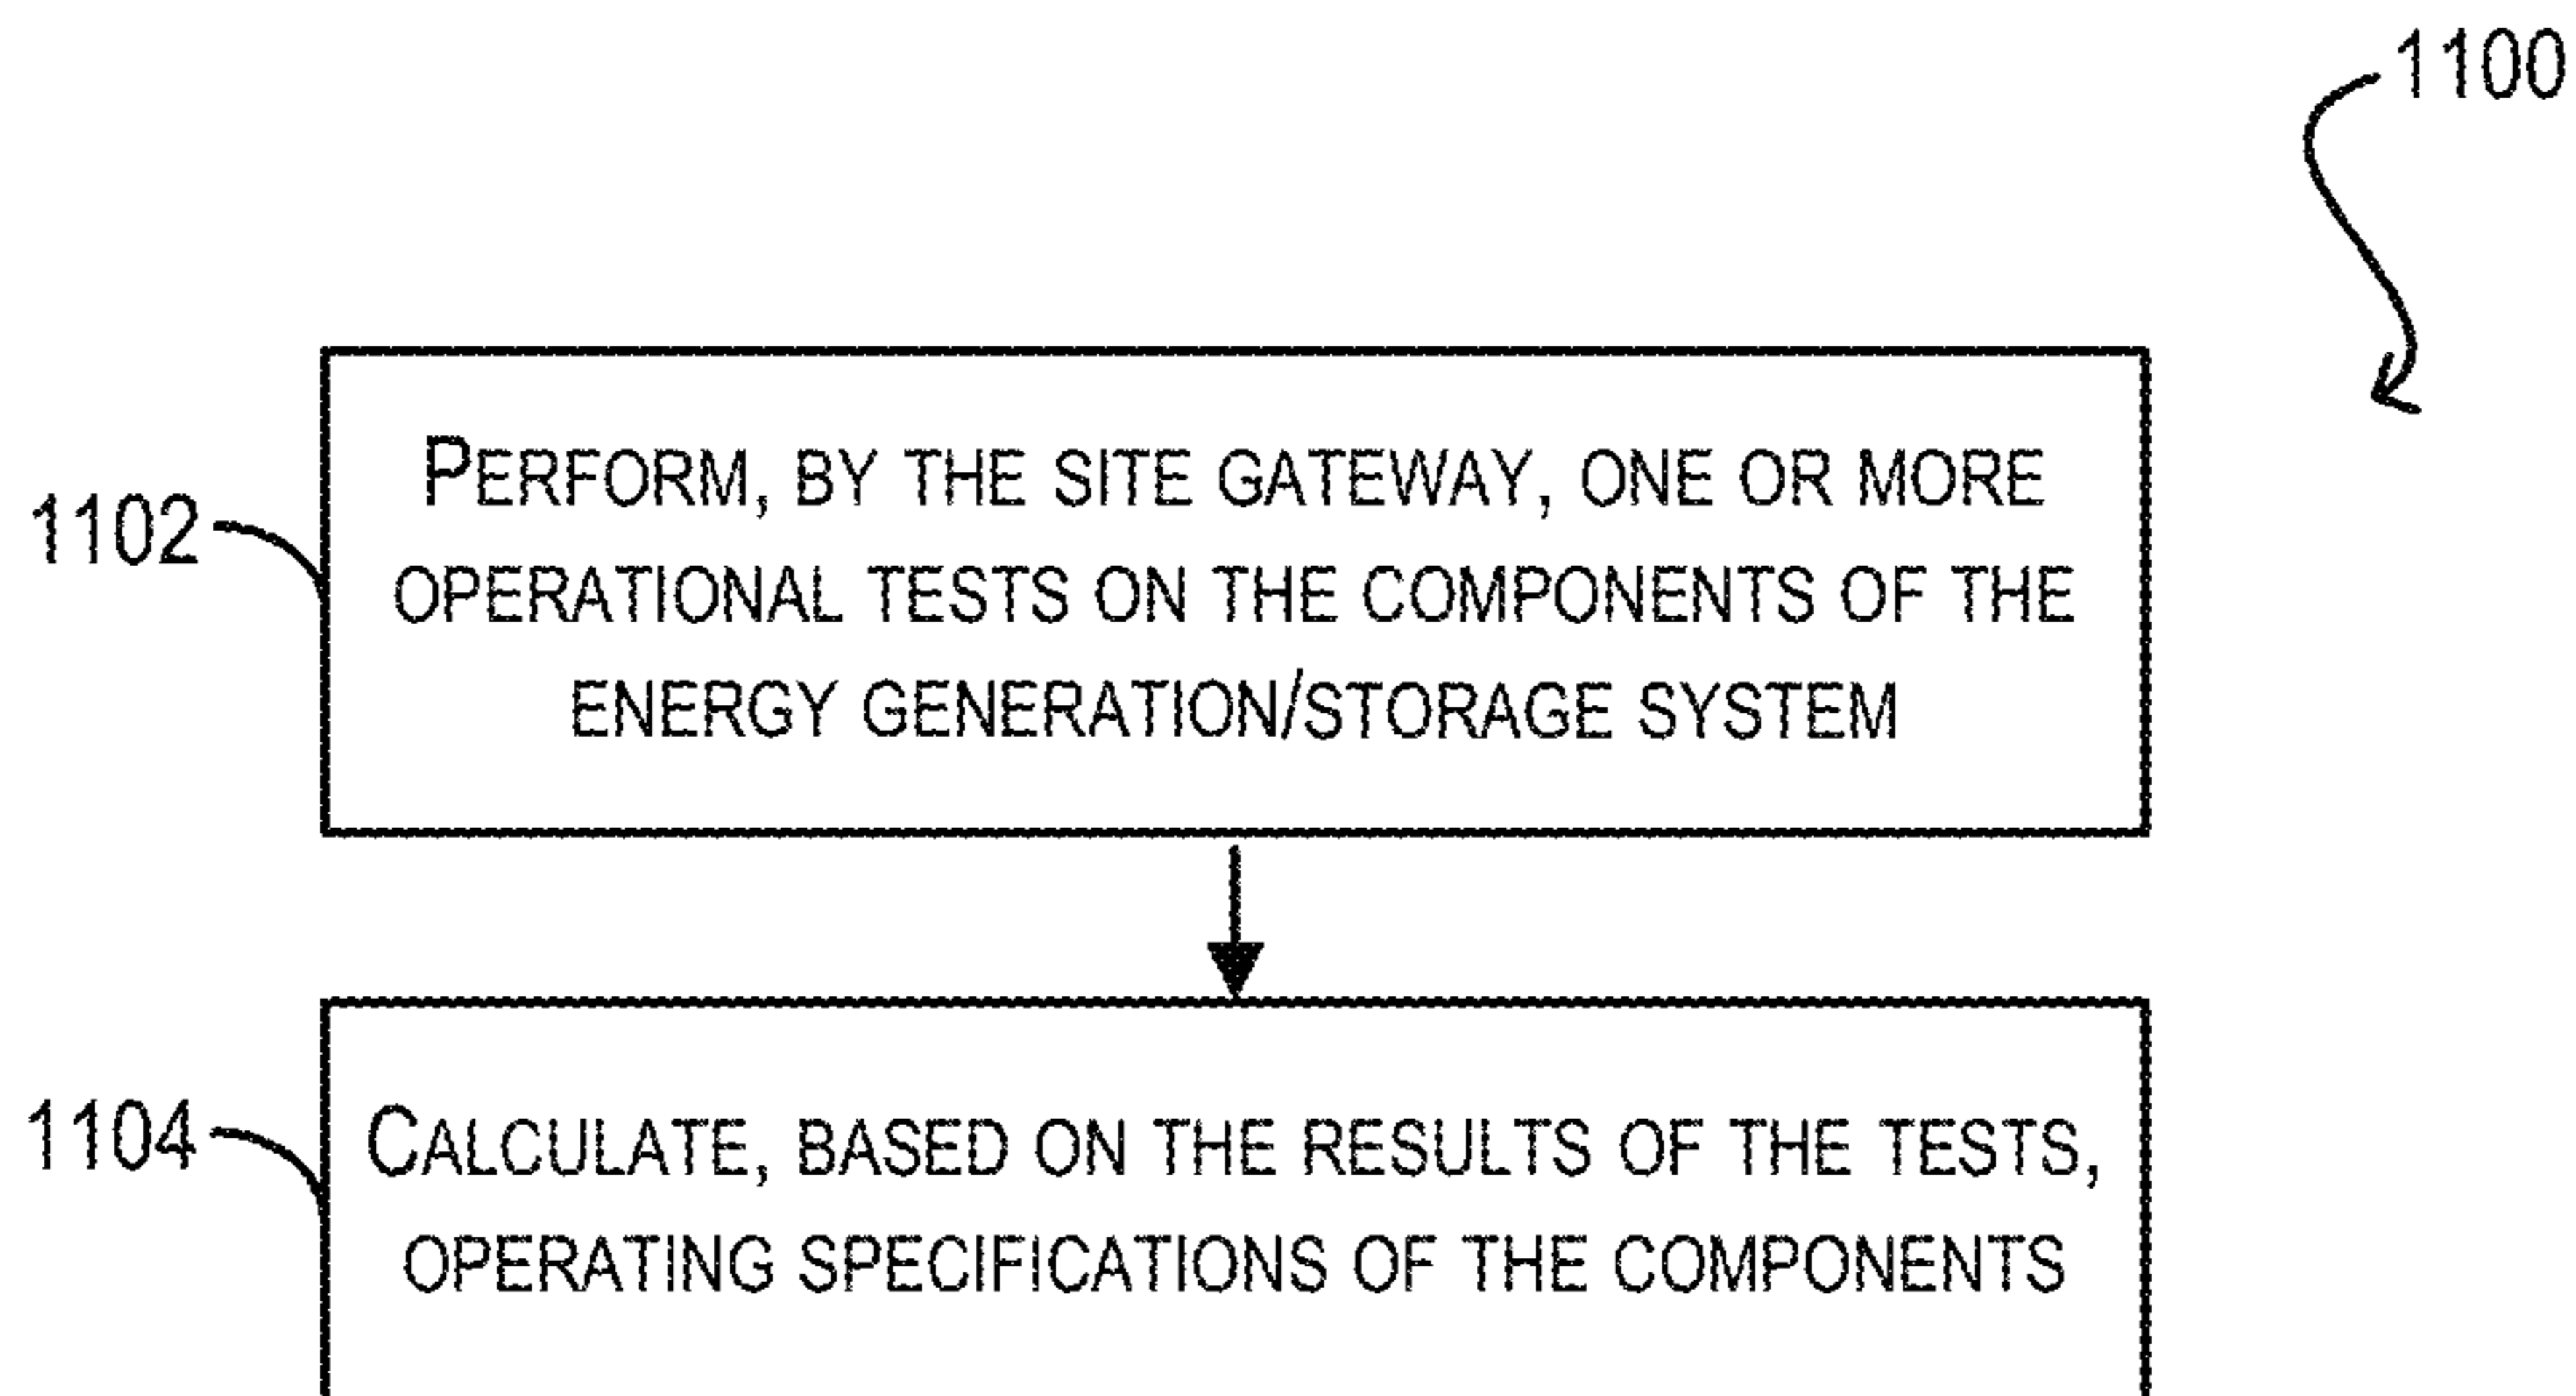 1100
1102
PERFORM, BY THE SITE GATEWAY, ONE OR MORE
OPERATIONAL TESTS ON THE COMPONENTS OF THE
ENERGY GENERATION/STORAGE SYSTEM
1104
CALCULATE, BASED ON THE RESULTS OF THE TESTS,
OPERATING SPECIFICATIONS OF THE COMPONENTS